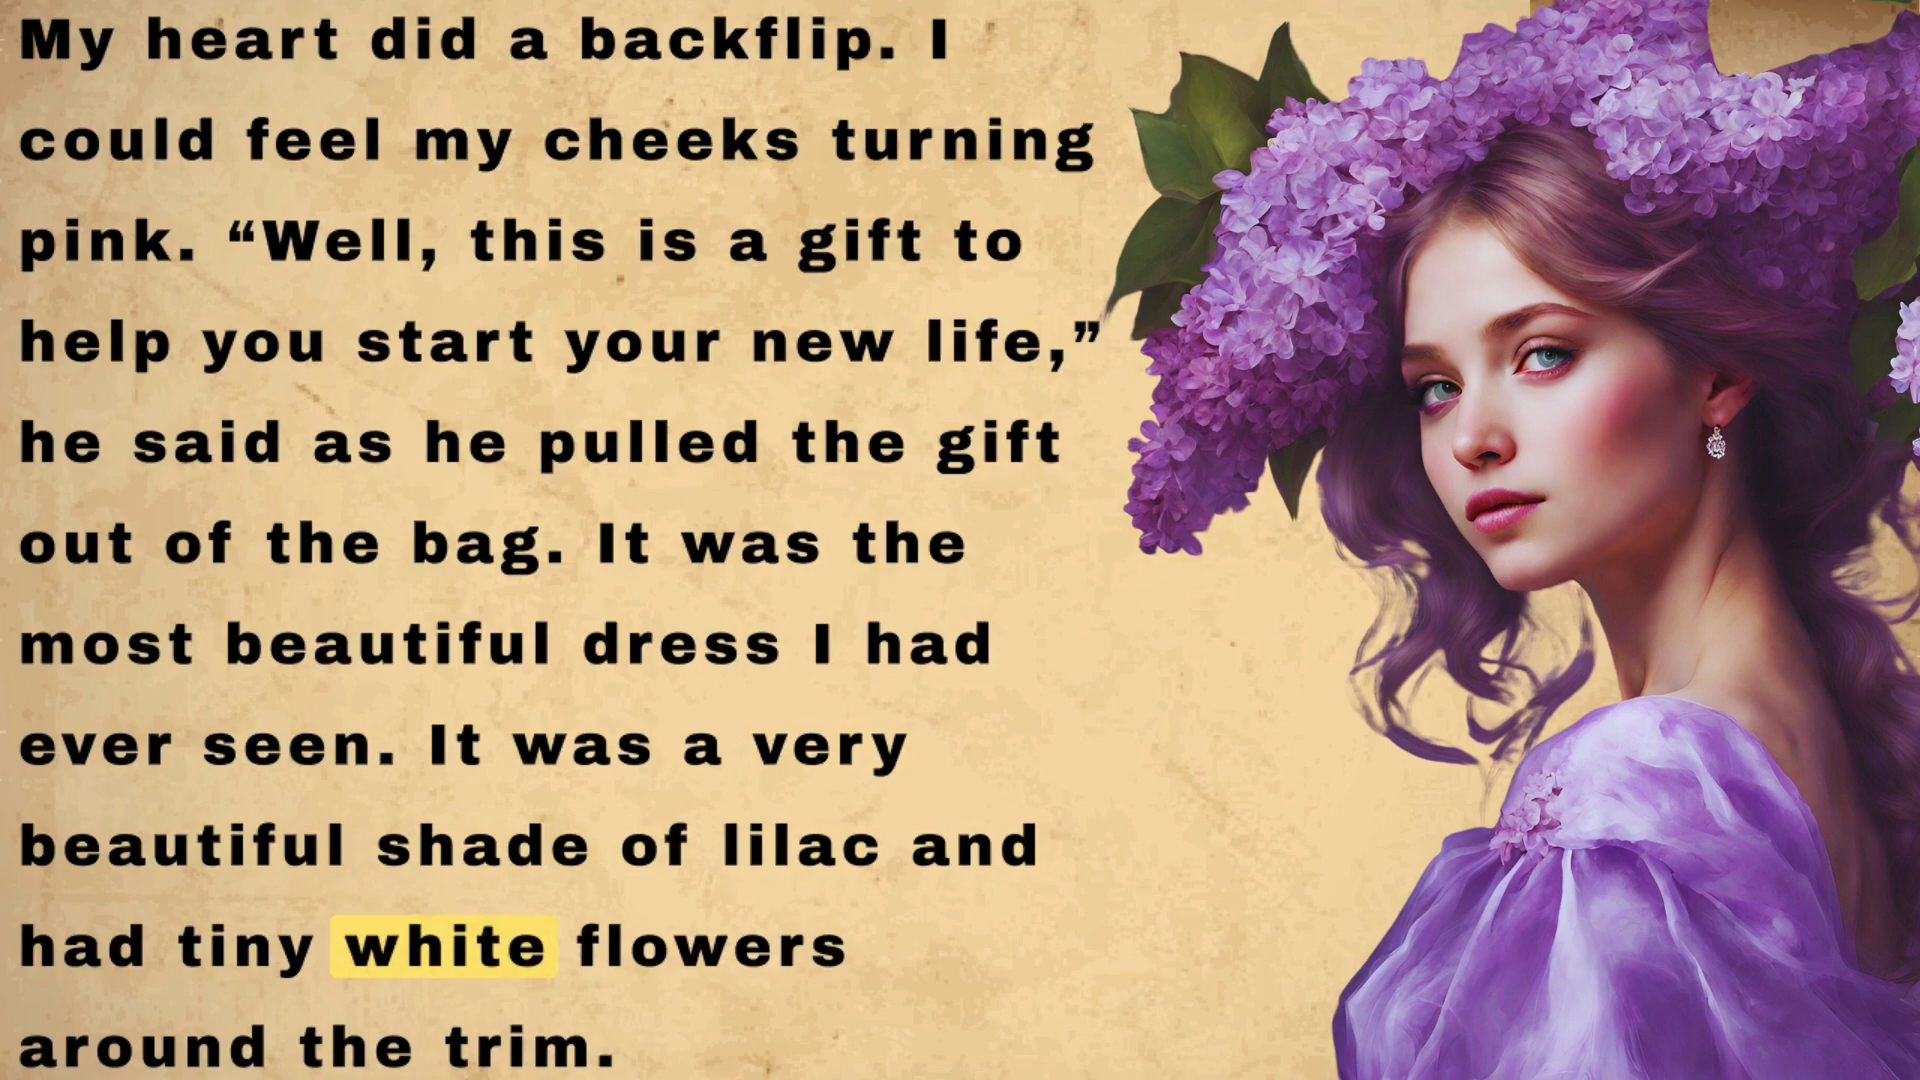 My heart did a backflip. I
could feel my cheeks turning
pink. “Well, this is a gift to
help you start your new life,”
he said as he pulled the gift
out of the bag. It was the
most beautiful dress I had
ever seen. It was a very
beautiful shade of lilac and
had tiny white flowers
around the trim.